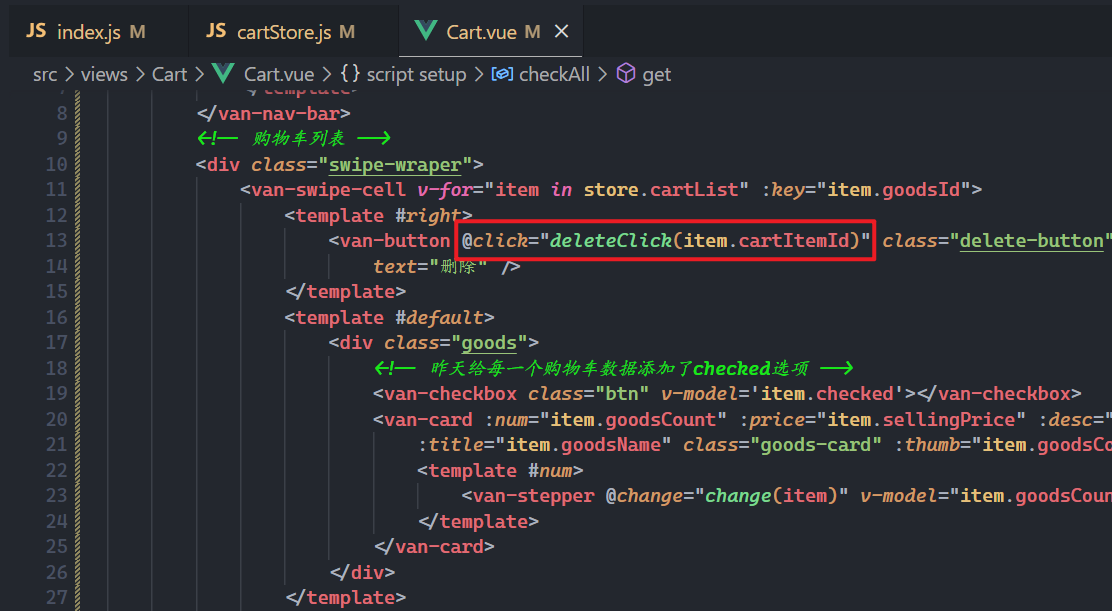 JS index.js M JS cartStore.js M Cart.vue M
src > views > Cart > Cart.vue > {} script setup > checkAll > get
7 </template>
8 </van-nav-bar>
9 <!-- 购物车列表 -->
10 <div class="swipe-wraper">
11 <van-swipe-cell v-for="item in store.cartList" :key="item.goodsId">
12 <template #right>
13 <van-button @click="deleteClick(item.cartItemId)" class="delete-button"
14 text="删除" />
15 </template>
16 <template #default>
17 <div class="goods">
18 <!-- 昨天给每一个购物车数据添加了checked选项 -->
19 <van-checkbox class="btn" v-model='item.checked'></van-checkbox>
20 <van-card :num="item.goodsCount" :price="item.sellingPrice" :desc="
21 :title="item.goodsName" class="goods-card" :thumb="item.goodsCo
22 <template #num>
23 <van-stepper @change="change(item)" v-model="item.goodsCoun
24 </template>
25 </van-card>
26 </div>
27 </template>